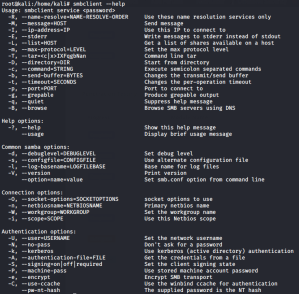 root@kali:/home/kali# smbclient --help
Usage: smbclient service <password>
-R, --name-resolve=NAME-RESOLVE-ORDER Use these name resolution services only
-M, --message=HOST Send message
-I, --ip-address=IP Use this IP to connect to
-E, --stderr Write messages to stderr instead of stdout
-L, --list=HOST Get a list of shares available on a host
-m, --max-protocol=LEVEL Set the max protocol level
-T, --tar=<c|x>IXFqgbNan Command line tar
-D, --directory=DIR Start from directory
-c, --command=STRING Execute semicolon separated commands
-b, --send-buffer=BYTES Changes the transmit/send buffer
-t, --timeout=SECONDS Changes the per-operation timeout
-p, --port=PORT Port to connect to
-g, --grepable Produce grepable output
-q, --quiet Suppress help message
-B, --browse Browse SMB servers using DNS
Help options:
-?, --help Show this help message
--usage Display brief usage message
Common samba options:
-d, --debuglevel=DEBUGLEVEL Set debug level
-s, --configfile=CONFIGFILE Use alternate configuration file
-l, --log-basename=LOGFILEBASE Base name for log files
-V, --version Print version
--option=name=value Set smb.conf option from command line
Connection options:
-O, --socket-options=SOCKETOPTIONS socket options to use
-n, --netbiosname=NETBIOSNAME Primary netbios name
-W, --workgroup=WORKGROUP Set the workgroup name
-i, --scope=SCOPE Use this Netbios scope
Authentication options:
-U, --user=USERNAME Set the network username
-N, --no-pass Don't ask for a password
-k, --kerberos Use kerberos (active directory) authentication
-A, --authentication-file=FILE Get the credentials from a file
-S, --signing=on|off|required Set the client signing state
-P, --machine-pass Use stored machine account password
-e, --encrypt Encrypt SMB transport
-C, --use-ccache Use the winbind ccache for authentication
--pw-nt-hash The supplied password is the NT hash